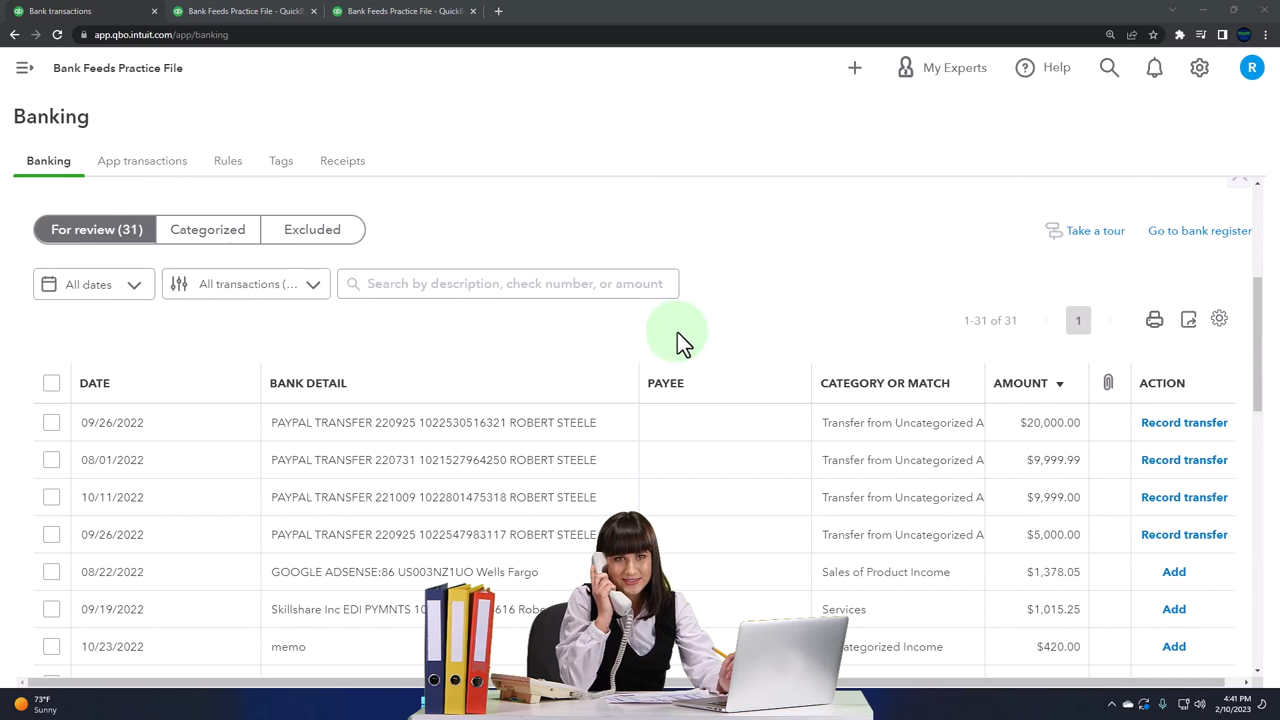 Bank transactions
Bank Feeds Practice File - QuickB
Bank Feeds Practice File - QuickB
app.qbo.intuit.com/app/banking
Bank Feeds Practice File
My Experts
Help
R
Banking
Banking App transactions Rules Tags Receipts
For review (31) Categorized Excluded
Take a tour Go to bank register
All dates All transactions (... Search by description, check number, or amount
1-31 of 31 1
DATE BANK DETAIL PAYEE CATEGORY OR MATCH AMOUNT ACTION
09/26/2022 PAYPAL TRANSFER 220925 1022530516321 ROBERT STEELE Transfer from Uncategorized A $20,000.00 Record transfer
08/01/2022 PAYPAL TRANSFER 220731 1021527964250 ROBERT STEELE Transfer from Uncategorized A $9,999.99 Record transfer
10/11/2022 PAYPAL TRANSFER 221009 1022801475318 ROBERT STEELE Transfer from Uncategorized A $9,999.00 Record transfer
09/26/2022 PAYPAL TRANSFER 220925 1022547983117 ROBERT STEELE Transfer from Uncategorized A $5,000.00 Record transfer
08/22/2022 GOOGLE ADSENSE:86 US003NZ1UO Wells Fargo Sales of Product Income $1,378.05 Add
09/19/2022 Skillshare Inc EDI PYMNTS 10 616 Robe Services $1,015.25 Add
10/23/2022 memo ategorized Income $420.00 Add
73°F
Sunny
4:41 PM
2/10/2023